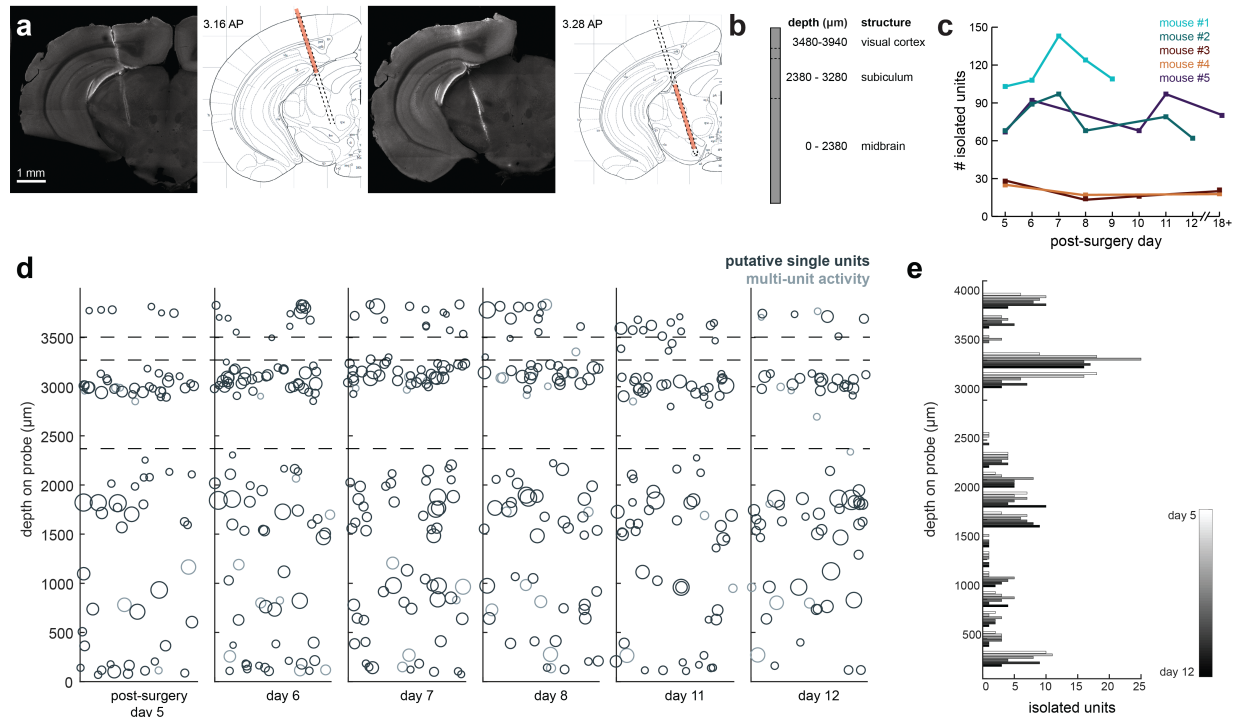 a
3.16 AP
3.28 AP
1 mm
b
depth (µm) structure
3480-3940 visual cortex
2380 - 3280 subiculum
0 - 2380 midbrain
c
mouse #1
mouse #2
mouse #3
mouse #4
mouse #5
# isolated units
150
120
90
60
30
0
5 6 7 8 9 10 11 12 18+
post-surgery day
d
putative single units
multi-unit activity
depth on probe (µm)
3500
3000
2500
2000
1500
1000
500
0
post-surgery
day 5
day 6
day 7
day 8
day 11
day 12
e
depth on probe (µm)
4000
3500
3000
2500
2000
1500
1000
500
0 5 10 15 20 25
isolated units
day 5
day 12